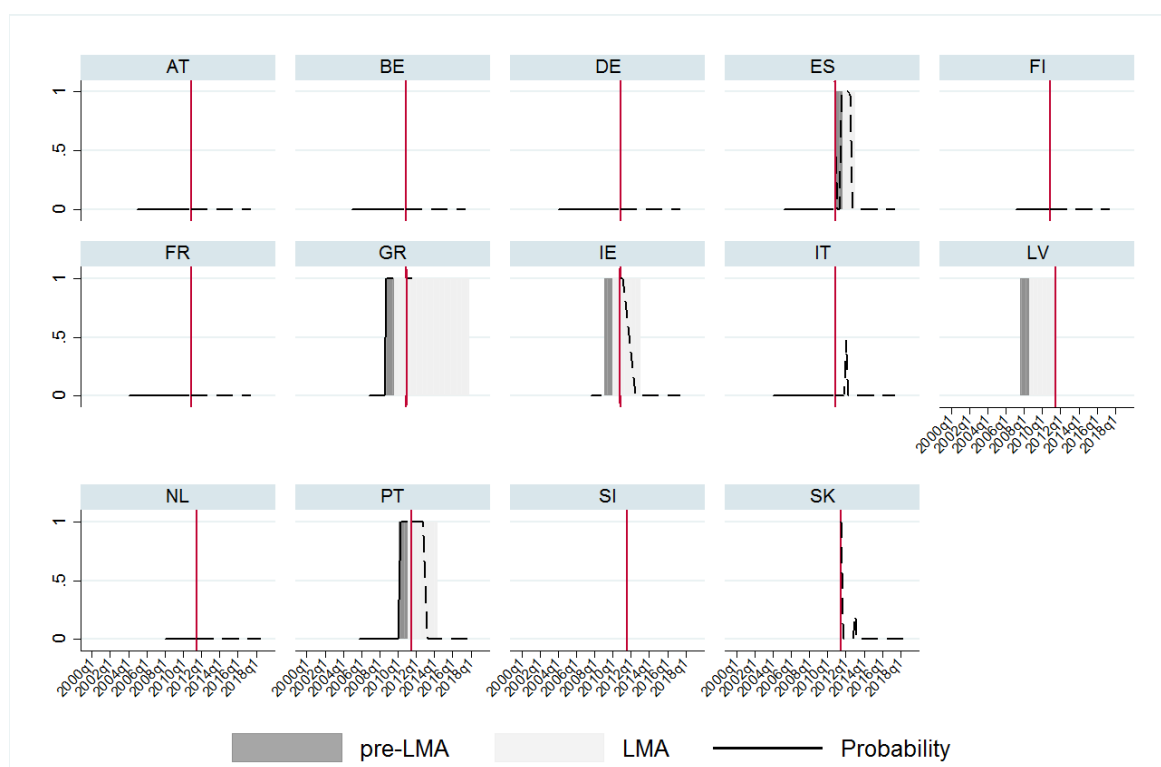 AT BE DE ES FI
1
.5
0
FR GR IE IT LV
1
.5
0
2000q1 2002q1 2004q1 2006q1 2008q1 2010q1 2012q1 2014q1 2016q1 2018q1
NL PT SI SK
1
.5
0
2000q1 2002q1 2004q1 2006q1 2008q1 2010q1 2012q1 2014q1 2016q1 2018q1
2000q1 2002q1 2004q1 2006q1 2008q1 2010q1 2012q1 2014q1 2016q1 2018q1
2000q1 2002q1 2004q1 2006q1 2008q1 2010q1 2012q1 2014q1 2016q1 2018q1
2000q1 2002q1 2004q1 2006q1 2008q1 2010q1 2012q1 2014q1 2016q1 2018q1
pre-LMA LMA Probability